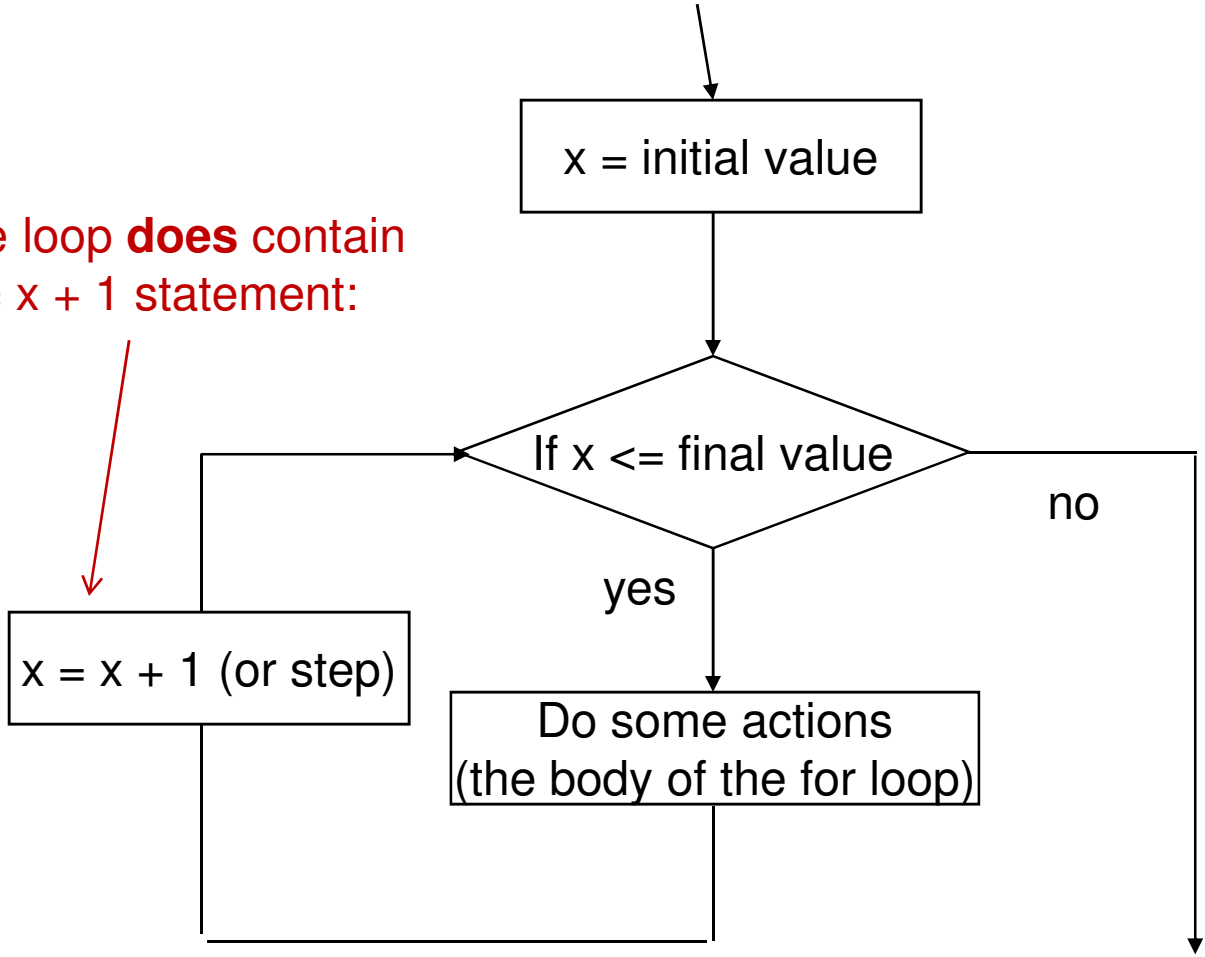 x = initial value
e loop does contain
x + 1 statement:
If x <= final value
no
yes
x = x + 1 (or step)
Do some actions
(the body of the for loop)